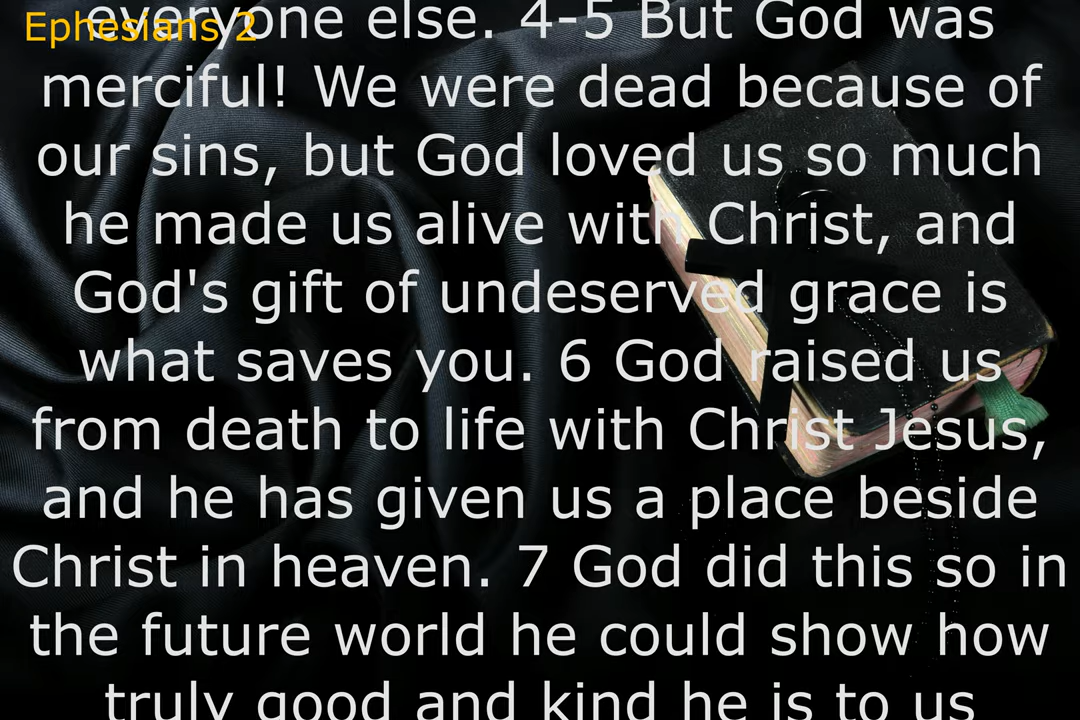 Ephesians 2
everyone else. 4-5 But God was
merciful! We were dead because of
our sins, but God loved us so much
he made us alive with Christ, and
God's gift of undeserved grace is
what saves you. 6 God raised us
from death to life with Christ Jesus,
and he has given us a place beside
Christ in heaven. 7 God did this so in
the future world he could show how
truly good and kind he is to us